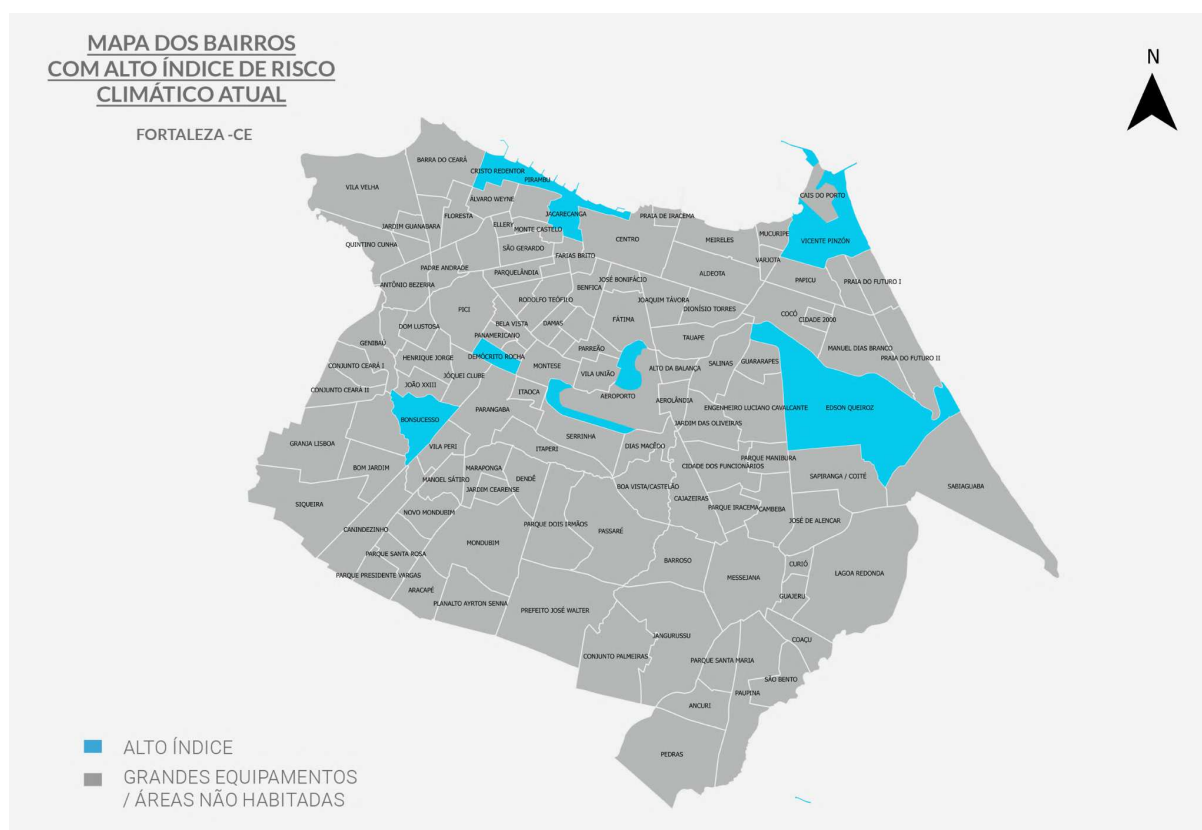 MAPA DOS BAIRROS
COM ALTO ÍNDICE DE RISCO
CLIMÁTICO ATUAL
FORTALEZA -CE
N
BARRA DO CEARÁ
CRISTO REDENTOR
PIRAMBU
VILA VELHA
CAIS DO PORTO
ÁLVARO WEYNE
FLORESTA
JACARECANGA
PRAIA DE IRACEMA
JARDIM GUANABARA
ELLERY
MONTE CASTELO
MUCURIPE
CENTRO
MEIRELES
VICENTE PINZÓN
QUINTINO CUNHA
SÃO GERARDO
FARIAS BRITO
VARJOTA
PADRE ANDRADE
PARQUELÂNDIA
ALDEOTA
ANTÔNIO BEZERRA
JOSÉ BONIFÁCIO
PAPICU
PRAIA DO FUTURO I
BENFICA
RODOLFO TEÓFILO
JOAQUIM TÁVORA
DIONÍSIO TORRES
PICI
COCÓ
CIDADE 2000
DOM LUSTOSA
BELA VISTA
DAMAS
FÁTIMA
PANAMERICANO
TAUAPE
GENIBAÚ
PARREÃO
MANUEL DIAS BRANCO
HENRIQUE JORGE
DEMÓCRITO ROCHA
PRAIA DO FUTURO II
CONJUNTO CEARÁ I
MONTESE
VILA UNIÃO
ALTO DA BALANÇA
SALINAS
GUARARAPES
JÓQUEI CLUBE
JOÃO XXIII
CONJUNTO CEARÁ II
ITAOCA
AEROPORTO
AEROLÂNDIA
PARANGABA
ENGENHEIRO LUCIANO CAVALCANTE
EDSON QUEIROZ
BONSUCESSO
JARDIM DAS OLIVEIRAS
SERRINHA
GRANJA LISBOA
VILA PERI
ITAPERI
DIAS MACÊDO
PARQUE MANIBURA
BOM JARDIM
MARAPONGA
CIDADE DOS FUNCIONÁRIOS
MANOEL SÁTIRO
DENDÊ
SAPIRANGA / COITÉ
JARDIM CEARENSE
BOA VISTA/CASTELÃO
SABIAGUABA
CAJAZEIRAS
SIQUEIRA
NOVO MONDUBIM
PARQUE IRACEMA
CAMBEBA
PARQUE DOIS IRMÃOS
JOSÉ DE ALENCAR
CANINDEZINHO
PASSARÉ
MONDUBIM
PARQUE SANTA ROSA
BARROSO
CURIÓ
PARQUE PRESIDENTE VARGAS
MESSEJANA
LAGOA REDONDA
ARACAPÉ
GUAJERU
PLANALTO AYRTON SENNA
PREFEITO JOSÉ WALTER
JANGURUSSU
COAÇU
CONJUNTO PALMEIRAS
PARQUE SANTA MARIA
SÃO BENTO
PAUPINA
ANCURI
PEDRAS
ALTO ÍNDICE
GRANDES EQUIPAMENTOS
/ ÁREAS NÃO HABITADAS